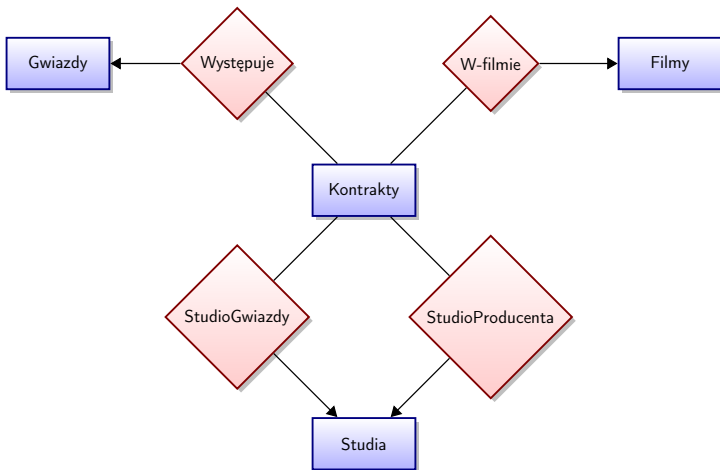 Gwiazdy
Występuje
W-filmie
Filmy
Kontrakty
StudioGwiazdy
StudioProducenta
Studia